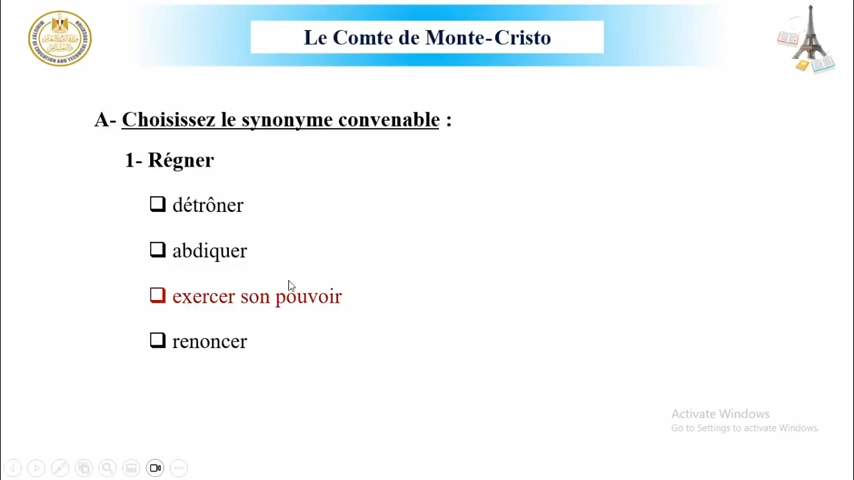 Le Comte de Monte-Cristo
A- Choisissez le synonyme convenable :
1- Régner
❑ détrôner
❑ abdiquer
❑ exercer son pouvoir
❑ renoncer
Activate Windows
Go to Settings to activate Windows.